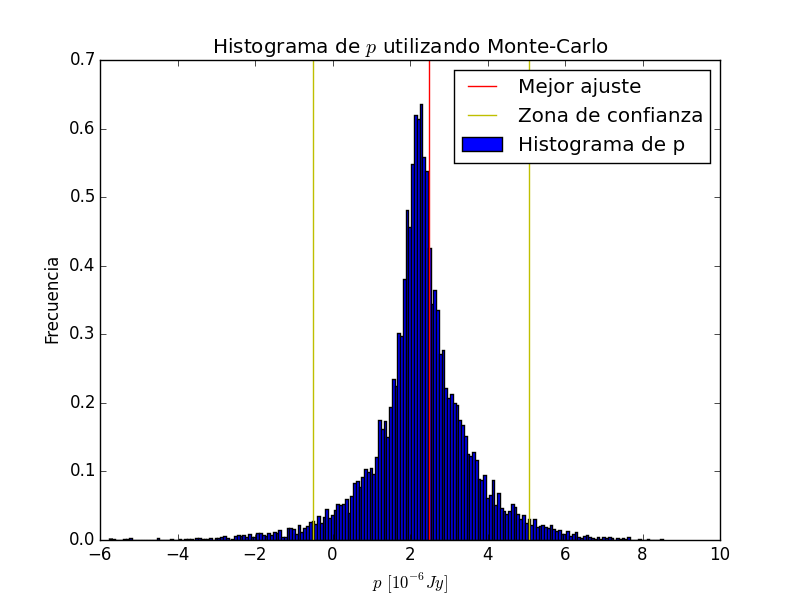 Histograma de p utilizando Monte-Carlo
Mejor ajuste
Zona de confianza
Histograma de p
0.7
0.6
0.5
0.4
0.3
0.2
0.1
0.0
Frecuencia
−6 −4 −2 0 2 4 6 8 10
p [10⁻⁶ Jy]